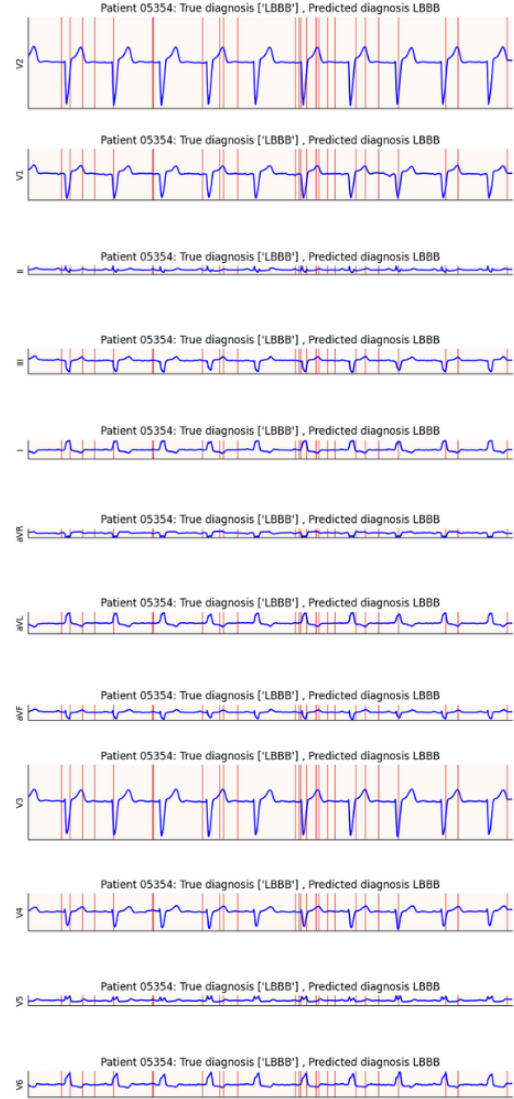 Patient 05354: True diagnosis ['LBBB'] , Predicted diagnosis LBBB
V2
Patient 05354: True diagnosis ['LBBB'] , Predicted diagnosis LBBB
V1
Patient 05354: True diagnosis ['LBBB'] , Predicted diagnosis LBBB
II
Patient 05354: True diagnosis ['LBBB'] , Predicted diagnosis LBBB
III
Patient 05354: True diagnosis ['LBBB'] , Predicted diagnosis LBBB
I
Patient 05354: True diagnosis ['LBBB'] , Predicted diagnosis LBBB
aVR
Patient 05354: True diagnosis ['LBBB'] , Predicted diagnosis LBBB
aVL
Patient 05354: True diagnosis ['LBBB'] , Predicted diagnosis LBBB
aVF
Patient 05354: True diagnosis ['LBBB'] , Predicted diagnosis LBBB
V3
Patient 05354: True diagnosis ['LBBB'] , Predicted diagnosis LBBB
V4
Patient 05354: True diagnosis ['LBBB'] , Predicted diagnosis LBBB
V5
Patient 05354: True diagnosis ['LBBB'] , Predicted diagnosis LBBB
V6